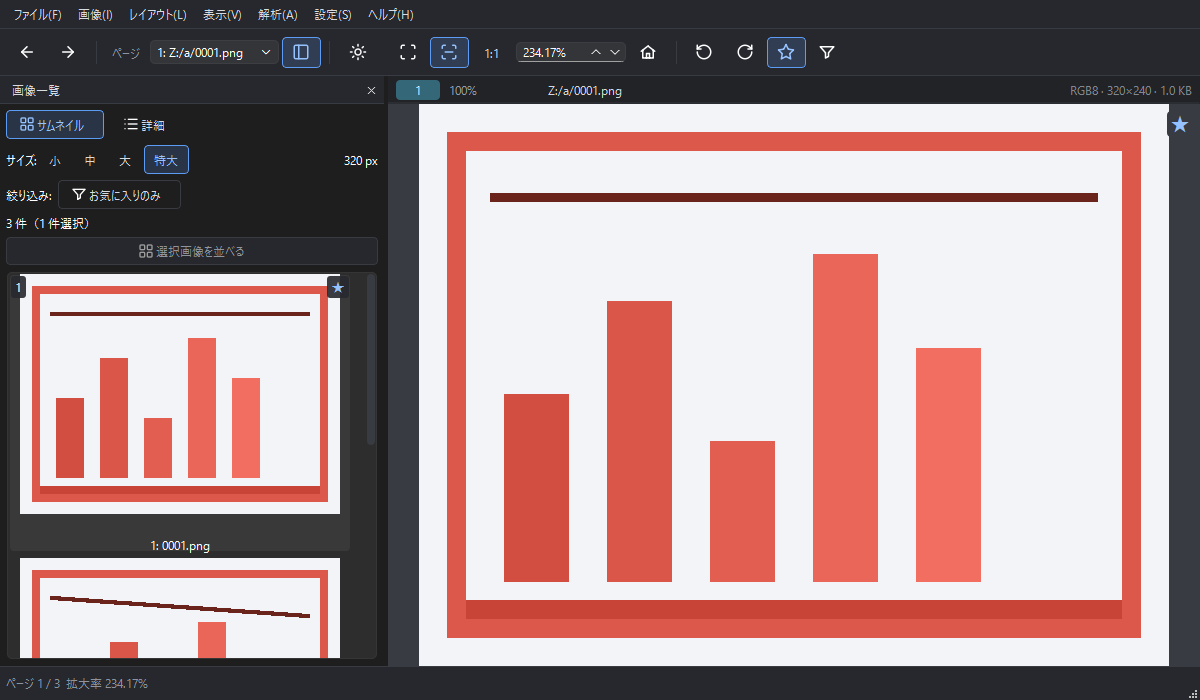 ファイル(F) 画像(I) レイアウト(L) 表示(V) 解析(A) 設定(S) ヘルプ(H)
ページ 1: Z:/a/0001.png 1:1 234.17%
画像一覧
1 100% Z:/a/0001.png RGB8 · 320×240 · 1.0 KB
サムネイル 詳細
サイズ: 小 中 大 特大 320 px
絞り込み: お気に入りのみ
3 件（1 件選択）
選択画像を並べる
1
1: 0001.png
ページ 1 / 3 拡大率 234.17%